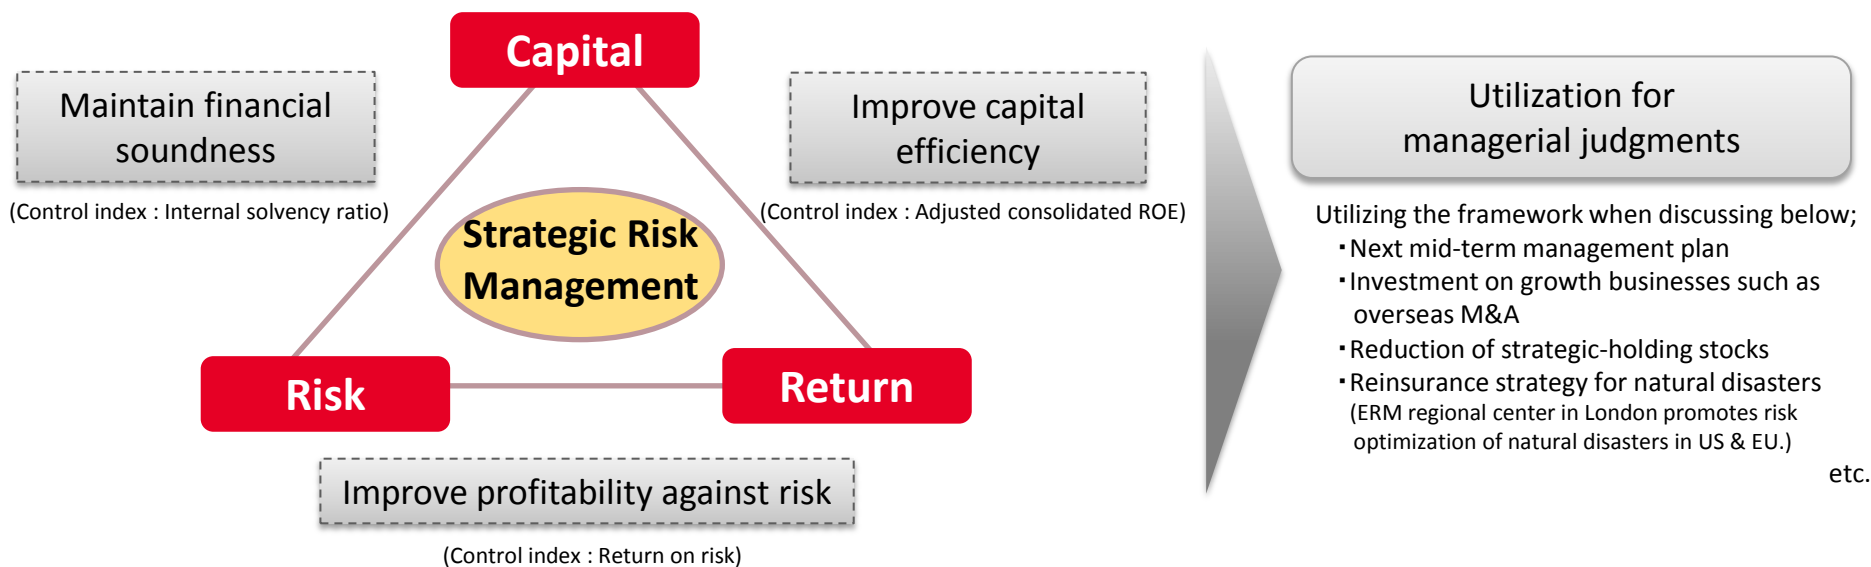 Capital
Maintain financial
soundness
(Control index : Internal solvency ratio)
Improve capital
efficiency
(Control index : Adjusted consolidated ROE)
Strategic Risk
Management
Risk
Return
Improve profitability against risk
(Control index : Return on risk)
Utilization for
managerial judgments
Utilizing the framework when discussing below;
・Next mid-term management plan
・Investment on growth businesses such as
overseas M&A
・Reduction of strategic-holding stocks
・Reinsurance strategy for natural disasters
(ERM regional center in London promotes risk
optimization of natural disasters in US & EU.)
etc.